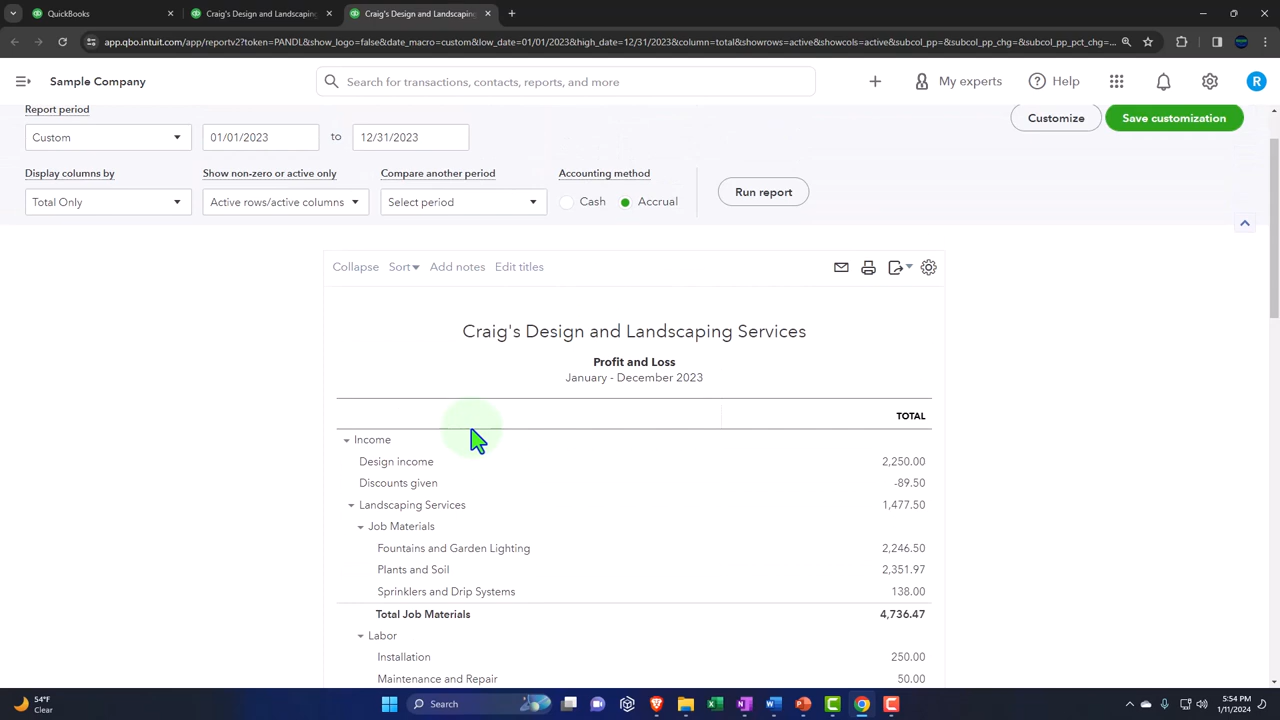 QuickBooks
Craig's Design and Landscaping
Craig's Design and Landscaping
app.qbo.intuit.com/app/reportv2?token=PANDL&show_logo=false&date_macro=custom&low_date=01/01/2023&high_date=12/31/2023&column=total&showrows=active&showcols=active&subcol_pp=&subcol_pp_chg=&subcol_pp_pct_chg=...
Sample Company
Search for transactions, contacts, reports, and more
My experts
Help
R
Report period
Custom
01/01/2023
to
12/31/2023
Customize
Save customization
Display columns by
Show non-zero or active only
Compare another period
Accounting method
Total Only
Active rows/active columns
Select period
Cash
Accrual
Run report
Collapse
Sort
Add notes
Edit titles
Craig's Design and Landscaping Services
Profit and Loss
January - December 2023
TOTAL
Income
Design income 2,250.00
Discounts given -89.50
Landscaping Services 1,477.50
Job Materials
Fountains and Garden Lighting 2,246.50
Plants and Soil 2,351.97
Sprinklers and Drip Systems 138.00
Total Job Materials 4,736.47
Labor
Installation 250.00
Maintenance and Repair 50.00
54°F
Clear
Search
5:54 PM
1/11/2024